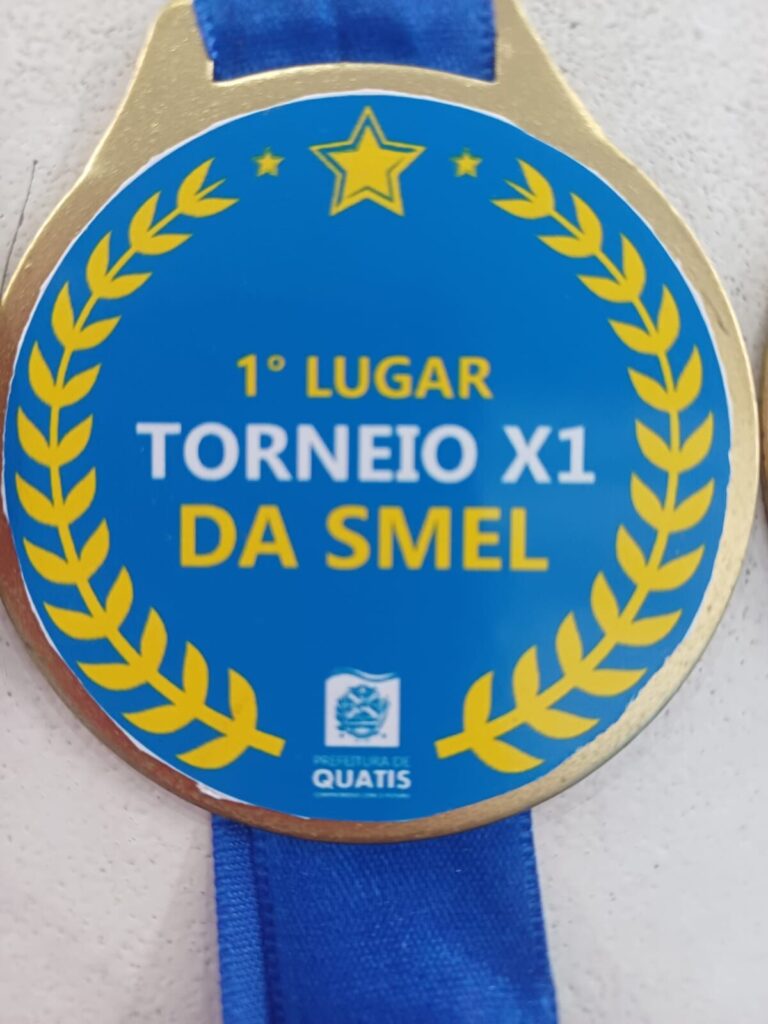 1° LUGAR
TORNEIO X1
DA SMEL
PREFEITURA DE
QUATIS